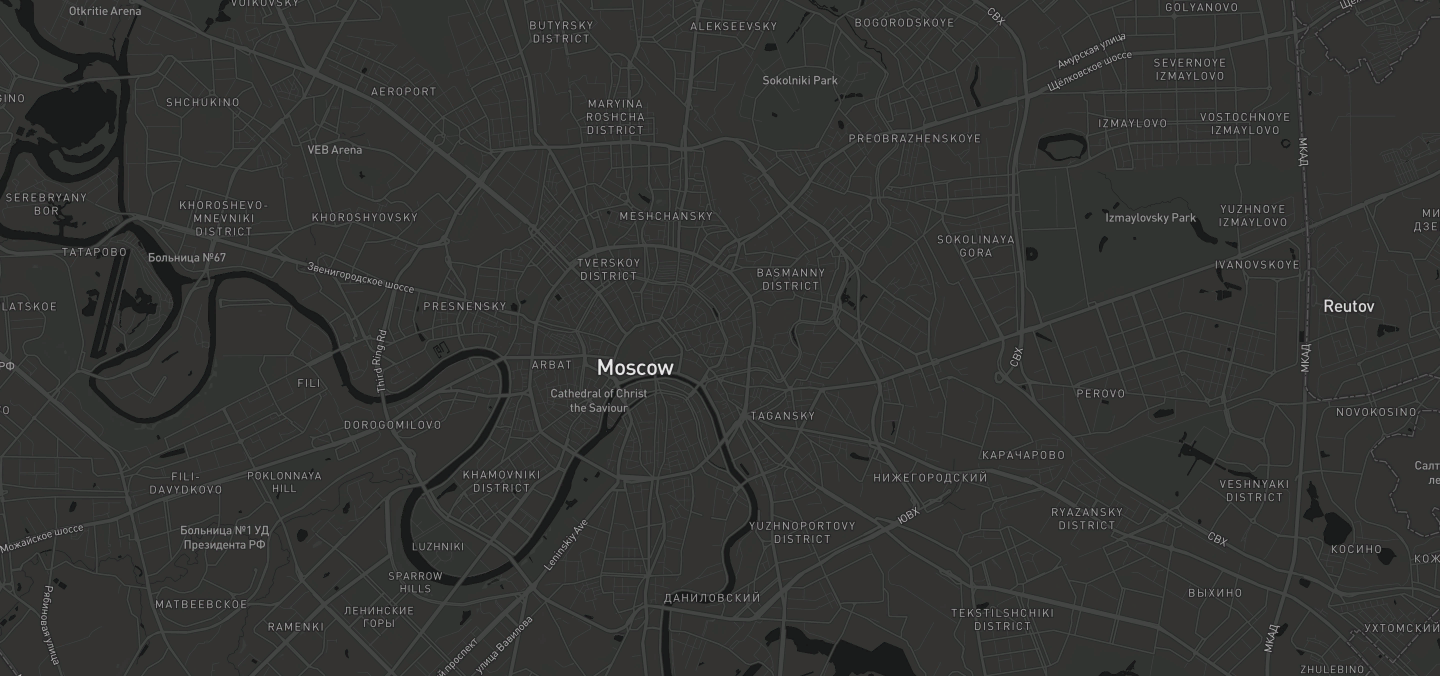 VOIKOVSKY
Otkritie Arena
GOLYANOVO
СВХ
BUTYRSKY
DISTRICT
ALEKSEEVSKY
BOGORODSKOYE
Амурская улица
Щёлковское шоссе
SEVERNOYE
IZMAYLOVO
Sokolniki Park
AEROPORT
SHCHUKINO
MARYINA
ROSHCHA
DISTRICT
IZMAYLOVO
VOSTOCHNOYE
IZMAYLOVO
PREOBRAZHENSKOYE
VEB Arena
МКАД
SEREBRYANY
BOR
KHOROSHEVO-
MNEVNIKI
DISTRICT
KHOROSHYOVSKY
MESHCHANSKY
Izmaylovsky Park
YUZHNOYE
IZMAYLOVO
SOKOLINAYA
GORA
ТАТАРОВО
Больница №67
Звенигородское шоссе
TVERSKOY
DISTRICT
BASMANNY
DISTRICT
IVANOVSKOYE
LATSKOE
PRESNENSKY
Reutov
Third Ring Rd
СВХ
МКАД
РФ
ARBAT
Moscow
FILI
Cathedral of Christ
the Saviour
PEROVO
NOVOKOSINO
DOROGOMILOVO
TAGANSKY
КАРАЧАРОВО
FILI-
DAVYDKOVO
POKLONNAYA
HILL
KHAMOVNIKI
DISTRICT
НИЖЕГОРОДСКИЙ
VESHNYAKI
DISTRICT
ЮВХ
RYAZANSKY
DISTRICT
Можайское шоссе
Больница №1 УД
Президента РФ
LUZHNIKI
Leninskiy Ave
YUZHNOPORTOVY
DISTRICT
СВХ
КОСИНО
SPARROW
HILLS
ДАНИЛОВСКИЙ
ВЫХИНО
Рябиновая улица
МАТВЕЕВСКОЕ
ЛЕНИНСКИЕ
ГОРЫ
RAMENKI
TEKSTILSHCHIKI
DISTRICT
УХТОМСКИЙ
МКАД
й проспект
улица Вавилова
ZHULEBINO